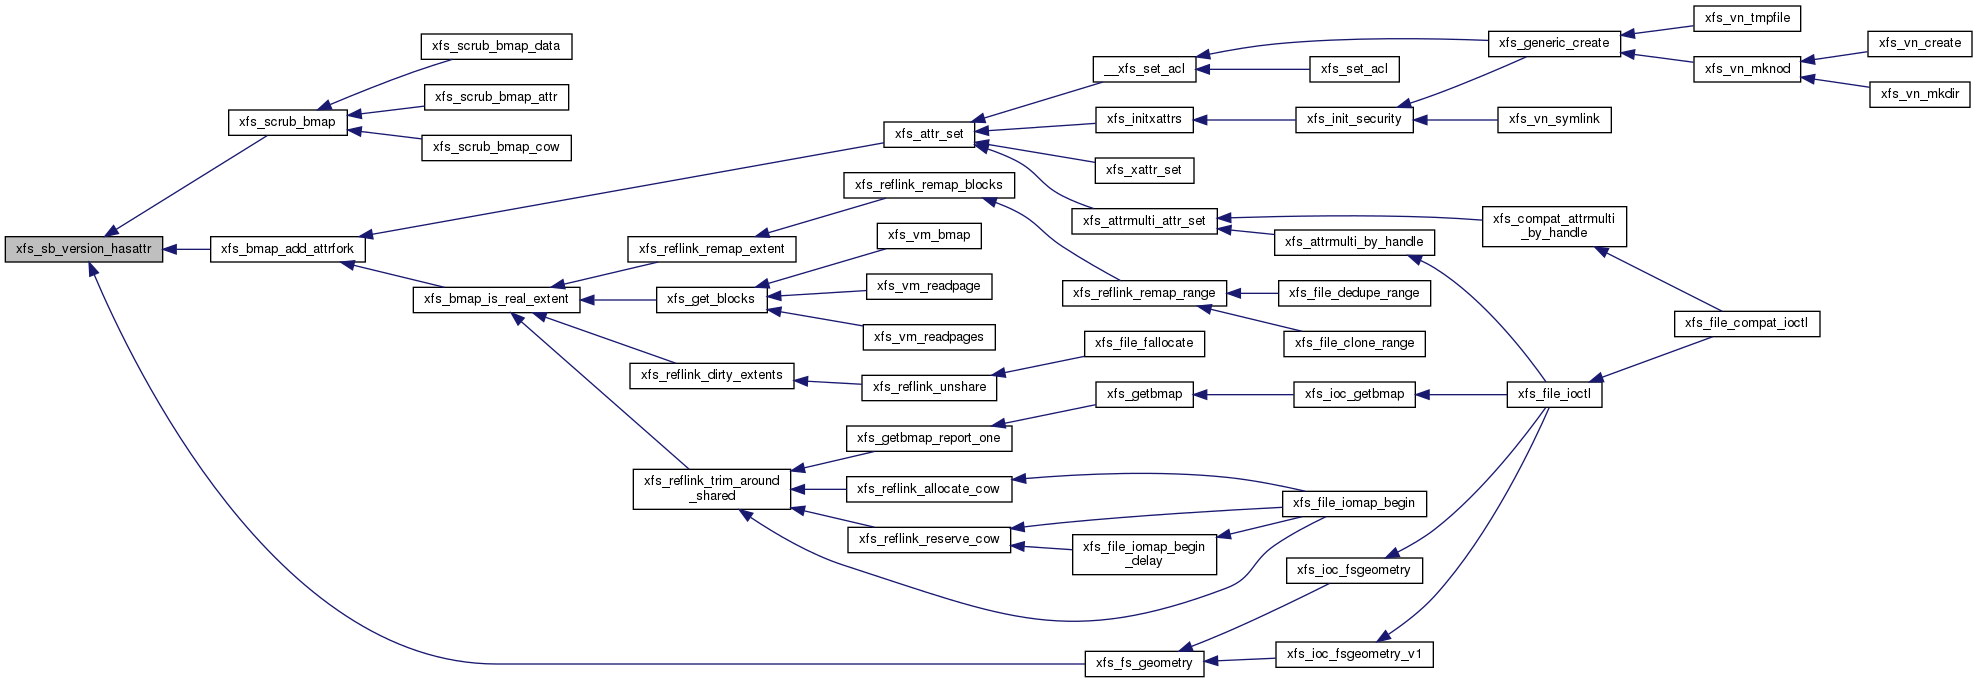 xfs_sb_version_hasattr
xfs_scrub_bmap
xfs_scrub_bmap_data
xfs_scrub_bmap_attr
xfs_scrub_bmap_cow
xfs_bmap_add_attrfork
xfs_attr_set
__xfs_set_acl
xfs_generic_create
xfs_vn_tmpfile
xfs_vn_mknod
xfs_vn_create
xfs_vn_mkdir
xfs_set_acl
xfs_initxattrs
xfs_init_security
xfs_vn_symlink
xfs_xattr_set
xfs_attrmulti_attr_set
xfs_compat_attrmulti
_by_handle
xfs_attrmulti_by_handle
xfs_file_compat_ioctl
xfs_file_ioctl
xfs_bmap_is_real_extent
xfs_reflink_remap_extent
xfs_reflink_remap_blocks
xfs_reflink_remap_range
xfs_file_dedupe_range
xfs_file_clone_range
xfs_get_blocks
xfs_vm_bmap
xfs_vm_readpage
xfs_vm_readpages
xfs_reflink_dirty_extents
xfs_reflink_unshare
xfs_file_fallocate
xfs_reflink_trim_around
_shared
xfs_getbmap_report_one
xfs_getbmap
xfs_ioc_getbmap
xfs_reflink_allocate_cow
xfs_file_iomap_begin
xfs_reflink_reserve_cow
xfs_file_iomap_begin
_delay
xfs_fs_geometry
xfs_ioc_fsgeometry
xfs_ioc_fsgeometry_v1